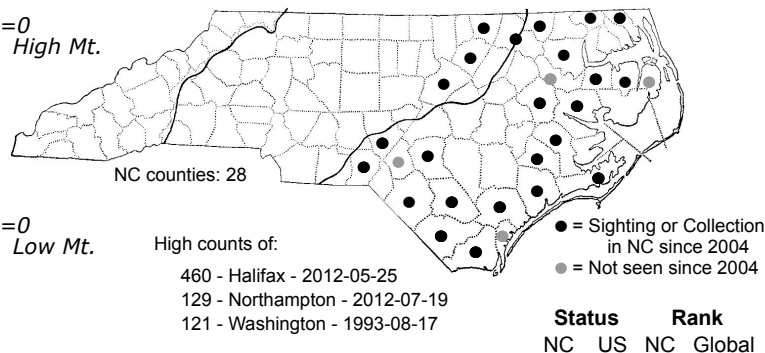 =0
High Mt.
NC counties: 28
=0
Low Mt.
High counts of:
460 - Halifax - 2012-05-25
129 - Northampton - 2012-07-19
121 - Washington - 1993-08-17
= Sighting or Collection
in NC since 2004
= Not seen since 2004
Status Rank
NC US NC Global